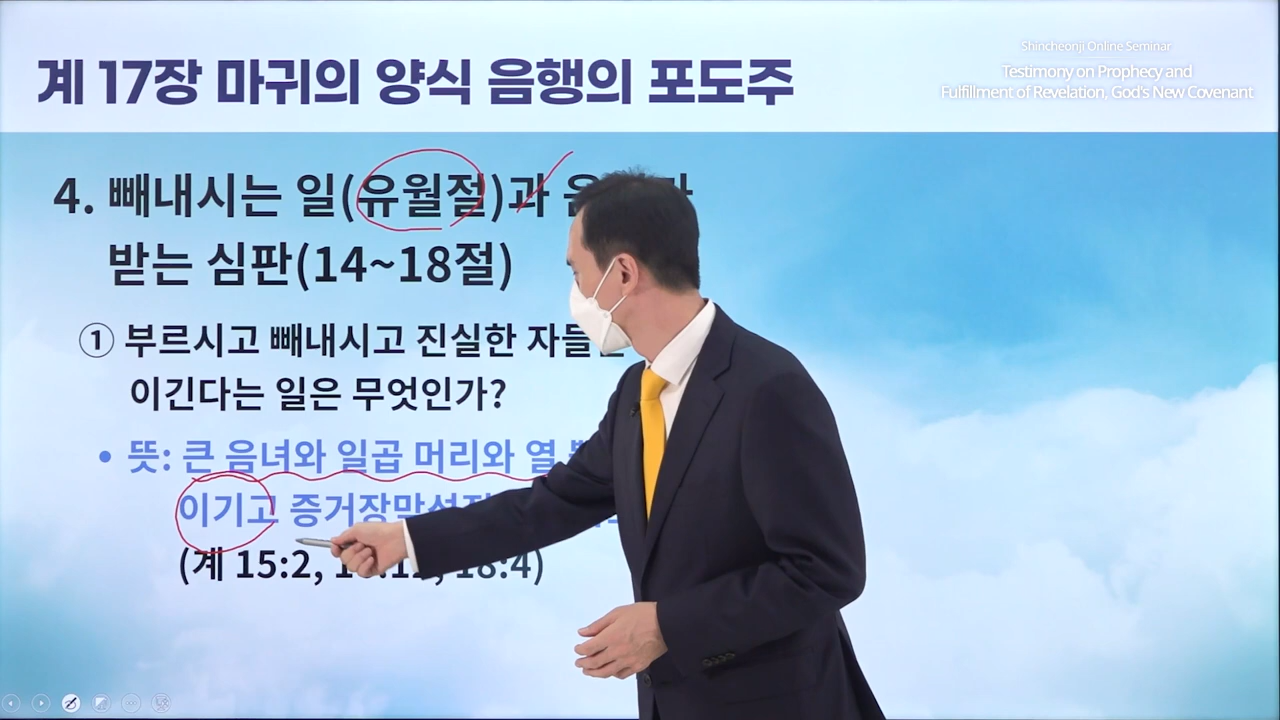 계 17장 마귀의 양식 음행의 포도주
Shincheonji Online Seminar
Testimony on Prophecy and
Fulfillment of Revelation, God's New Covenant
4. 빼내시는 일(유월절)과
받는 심판(14~18절)
① 부르시고 빼내시고 진실한 자들은
이긴다는 일은 무엇인가?
• 뜻: 큰 음녀와 일곱 머리와 열
이기고
(계 15:2, 18:4)